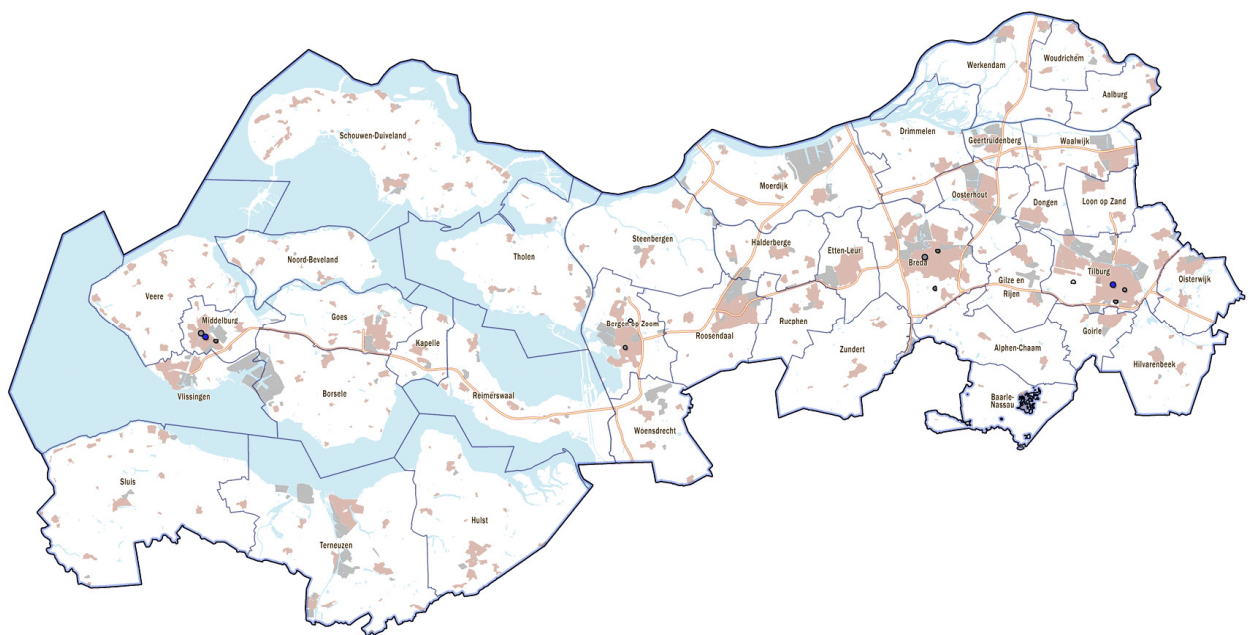 Werkendam
Woudrichem
Aalburg
Schouwen-Duiveland
Drimmelen
Geertruidenberg
Waalwijk
Moerdijk
Oosterhout
Dongen
Loon op Zand
Steenbergen
Halderberge
Etten-Leur
Breda
Tholen
Noord-Beveland
Veere
Gilze en
Rijen
Tilburg
Oisterwijk
Middelburg
Goes
Kapelle
Bergen op Zoom
Roosendaal
Rucphen
Zundert
Alphen-Chaam
Goirle
Hilvarenbeek
Vlissingen
Borsele
Reimerswaal
Woensdrecht
Baarle-
Nassau
Sluis
Terneuzen
Hulst